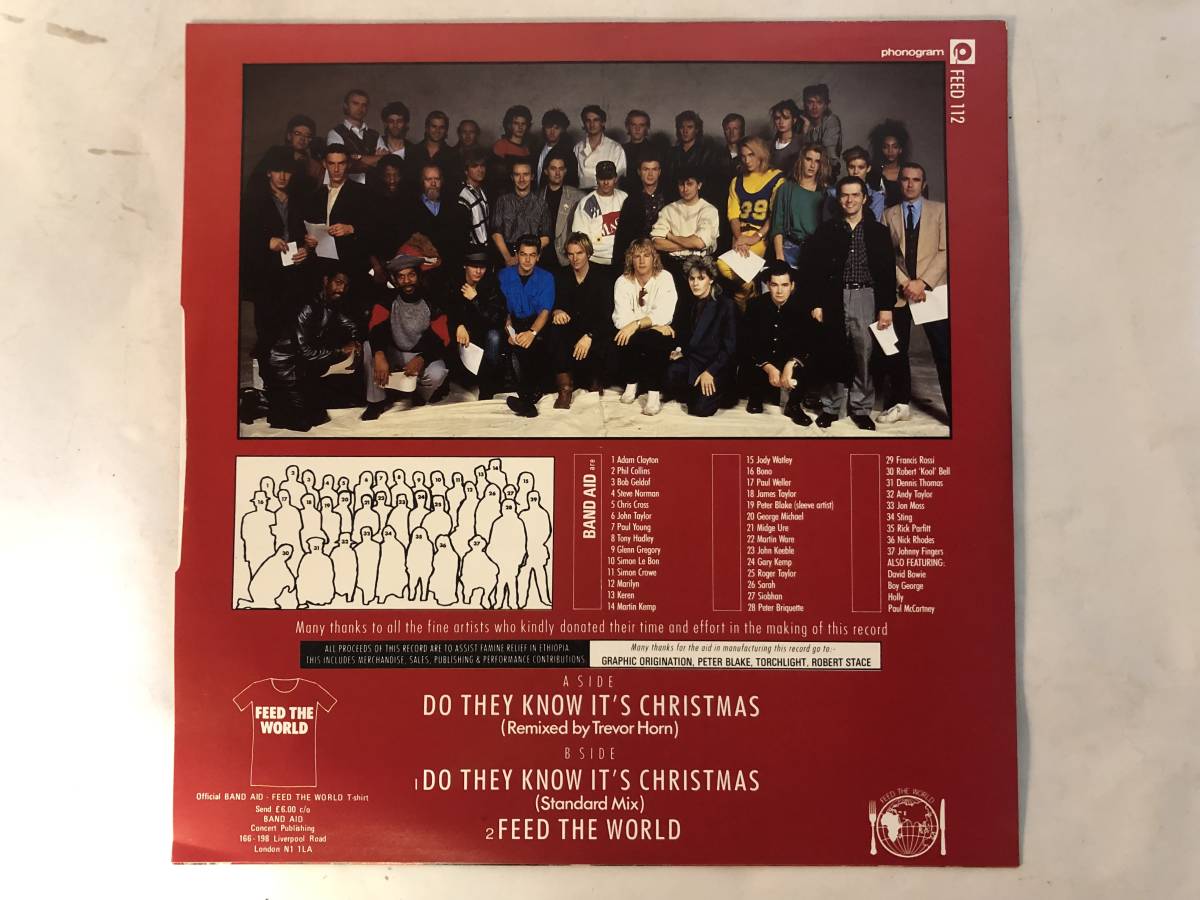 phonogram
FEED 112
39
BAND AID are
1 Adam Clayton
2 Phil Collins
3 Bob Geldof
4 Steve Norman
5 Chris Cross
6 John Taylor
7 Paul Young
8 Tony Hadley
9 Glenn Gregory
10 Simon Le Bon
11 Simon Crowe
12 Marilyn
13 Keren
14 Martin Kemp
15 Jody Watley
16 Bono
17 Paul Weller
18 James Taylor
19 Peter Blake (sleeve artist)
20 George Michael
21 Midge Ure
22 Martin Ware
23 John Keeble
24 Gary Kemp
25 Roger Taylor
26 Sarah
27 Siobhan
28 Peter Briquette
29 Francis Rossi
30 Robert 'Kool' Bell
31 Dennis Thomas
32 Andy Taylor
33 Jon Moss
34 Sting
35 Rick Parfitt
36 Nick Rhodes
37 Johnny Fingers
ALSO FEATURING:
David Bowie
Boy George
Holly
Paul McCartney
Many thanks to all the fine artists who kindly donated their time and effort in the making of this record
ALL PROCEEDS OF THIS RECORD ARE TO ASSIST FAMINE RELIEF IN ETHIOPIA.
THIS INCLUDES MERCHANDISE, SALES, PUBLISHING & PERFORMANCE CONTRIBUTIONS.
Many thanks for the aid in manufacturing this record go to:-
GRAPHIC ORIGINATION, PETER BLAKE, TORCHLIGHT, ROBERT STACE
A SIDE
DO THEY KNOW IT'S CHRISTMAS
(Remixed by Trevor Horn)
B SIDE
1 DO THEY KNOW IT'S CHRISTMAS
(Standard Mix)
2 FEED THE WORLD
FEED THE
WORLD
Official BAND AID - FEED THE WORLD T-shirt
Send £6.00 c/o
BAND AID
Concert Publishing
166-198 Liverpool Road
London N1 1LA
FEED THE WORLD